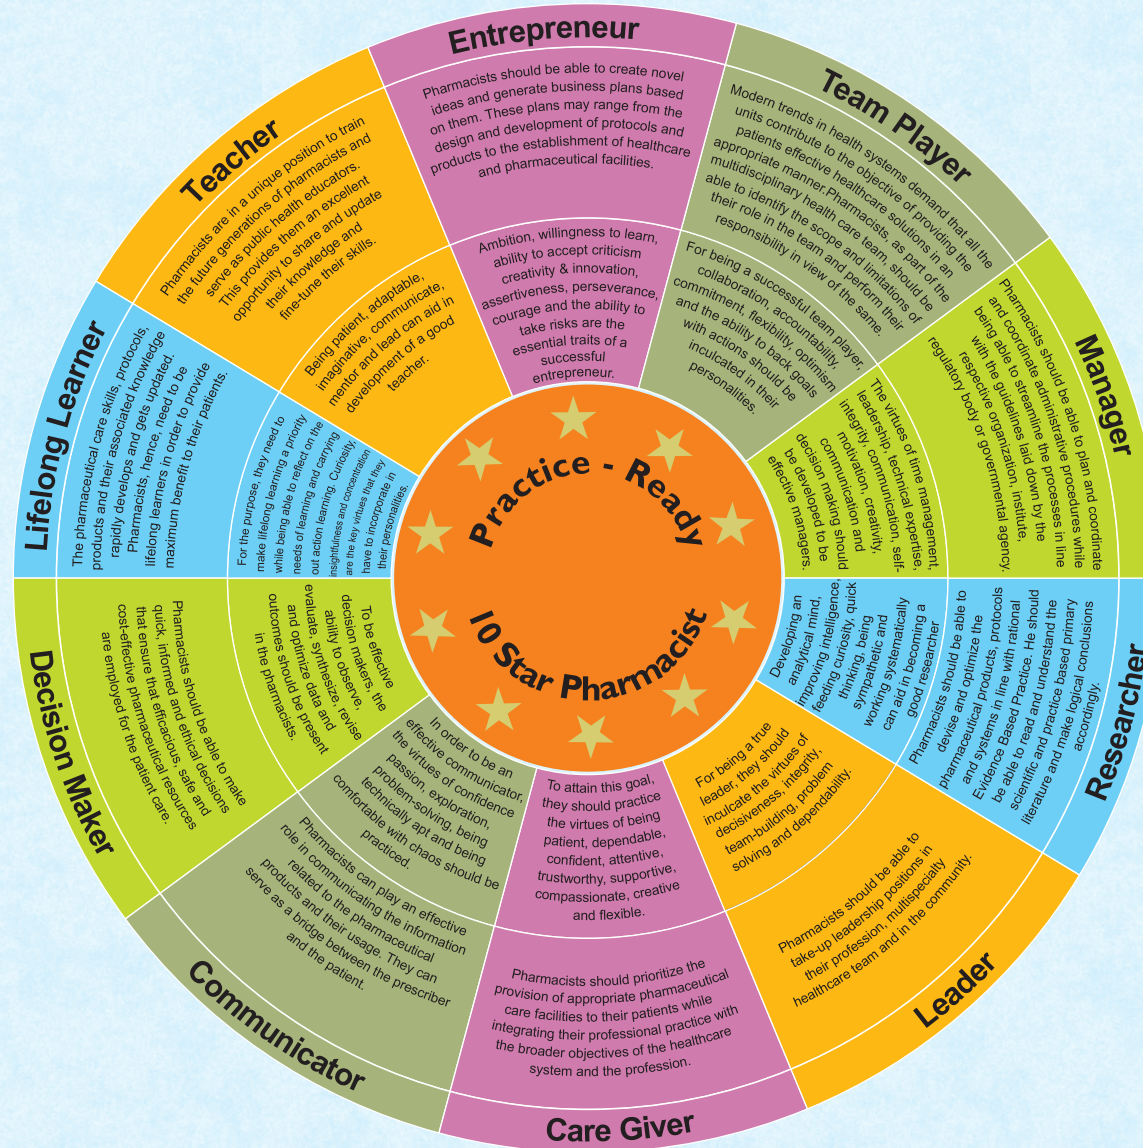 Practice - Ready
10 Star Pharmacist
Entrepreneur
Pharmacists should be able to create novel
ideas and generate business plans based
on them. These plans may range from the
design and development of protocols and
products to the establishment of healthcare
and pharmaceutical facilities.
Ambition, willingness to learn,
ability to accept criticism
creativity & innovation,
assertiveness, perseverance,
courage and the ability to
take risks are the
essential traits of a
successful
entrepreneur.
Team Player
Modern trends in health systems demand that all the
units contribute to the objective of providing the
patients effective healthcare solutions in an
appropriate manner.Pharmacists, as part of the
multidisciplinary health care team, should be
able to identify the scope and limitations of
their role in the team and perform their
responsibility in view of the same.
For being a successful team player,
collaboration, accountability,
commitment, flexibility, optimism
and the ability to back goals
with actions should be
inculcated in their
personalities.
Manager
Pharmacists should be able to plan and coordinate
and coordinate administrative procedures while
being able to streamline the processes in line
with the guidelines laid down by the
respective organization, institute,
regulatory body or governmental agency.
The virtues of time management,
leadership, technical expertise,
integrity, communication, self-
motivation, creativity,
communication and
decision making should
be developed to be
effective managers.
Researcher
Pharmacists should be able to
devise and optimize the
pharmaceutical products, protocols
and systems in line with rational
Evidence Based Practice. He should
be able to read and understand the
scientific and practice based primary
literature and make logical conclusions
accordingly.
Developing an
analytical mind,
improving intelligence,
feeding curiosity, quick
thinking, being
sympathetic and
working systematically
can aid in becoming a
good researcher
Leader
Pharmacists should be able to
take-up leadership positions in
their profession, multispecialty
healthcare team and in the community.
For being a true
leader, they should
inculcate the virtues of
decisiveness, integrity,
team-building, problem
solving and dependability.
Care Giver
Pharmacists should prioritize the
provision of appropriate pharmaceutical
care facilities to their patients while
integrating their professional practice with
the broader objectives of the healthcare
system and the profession.
To attain this goal,
they should practice
the virtues of being
patient, dependable,
confident, attentive,
trustworthy, supportive,
compassionate, creative
and flexible.
Communicator
Pharmacists can play an effective
role in communicating the information
related to the pharmaceutical
products and their usage. They can
serve as a bridge between the prescriber
and the patient.
In order to be an
effective communicator,
the virtues of confidence
passion, exploration,
problem-solving, being
technically apt and being
comfortable with chaos should be
practiced.
Decision Maker
Pharmacists should be able to make
quick, informed and ethical decisions
that ensure that efficacious, safe and
cost-effective pharmaceutical resources
are employed for the patient care.
To be effective
decision makers, the
ability to observe,
evaluate, synthesize, revise
and optimize data and
outcomes should be present
in the pharmacists.
Lifelong Learner
The pharmaceutical care skills, protocols,
products and their associated knowledge
rapidly develops and gets updated.
Pharmacists, hence, need to be
lifelong learners in order to provide
maximum benefit to their patients.
For the purpose, they need to
make lifelong learning a priority
while being able to reflect on the
needs of learning and carrying
out action learning. Curiosity,
insightfulness and concentration
are the key virtues that they
have to incorporate in
their personalities.
Teacher
Pharmacists are in a unique position to train
the future generations of pharmacists and
serve as public health educators.
This provides them an excellent
opportunity to share and update
their knowledge and
fine-tune their skills.
Being patient, adaptable,
imaginative, communicate,
mentor and lead can aid in
development of a good
teacher.